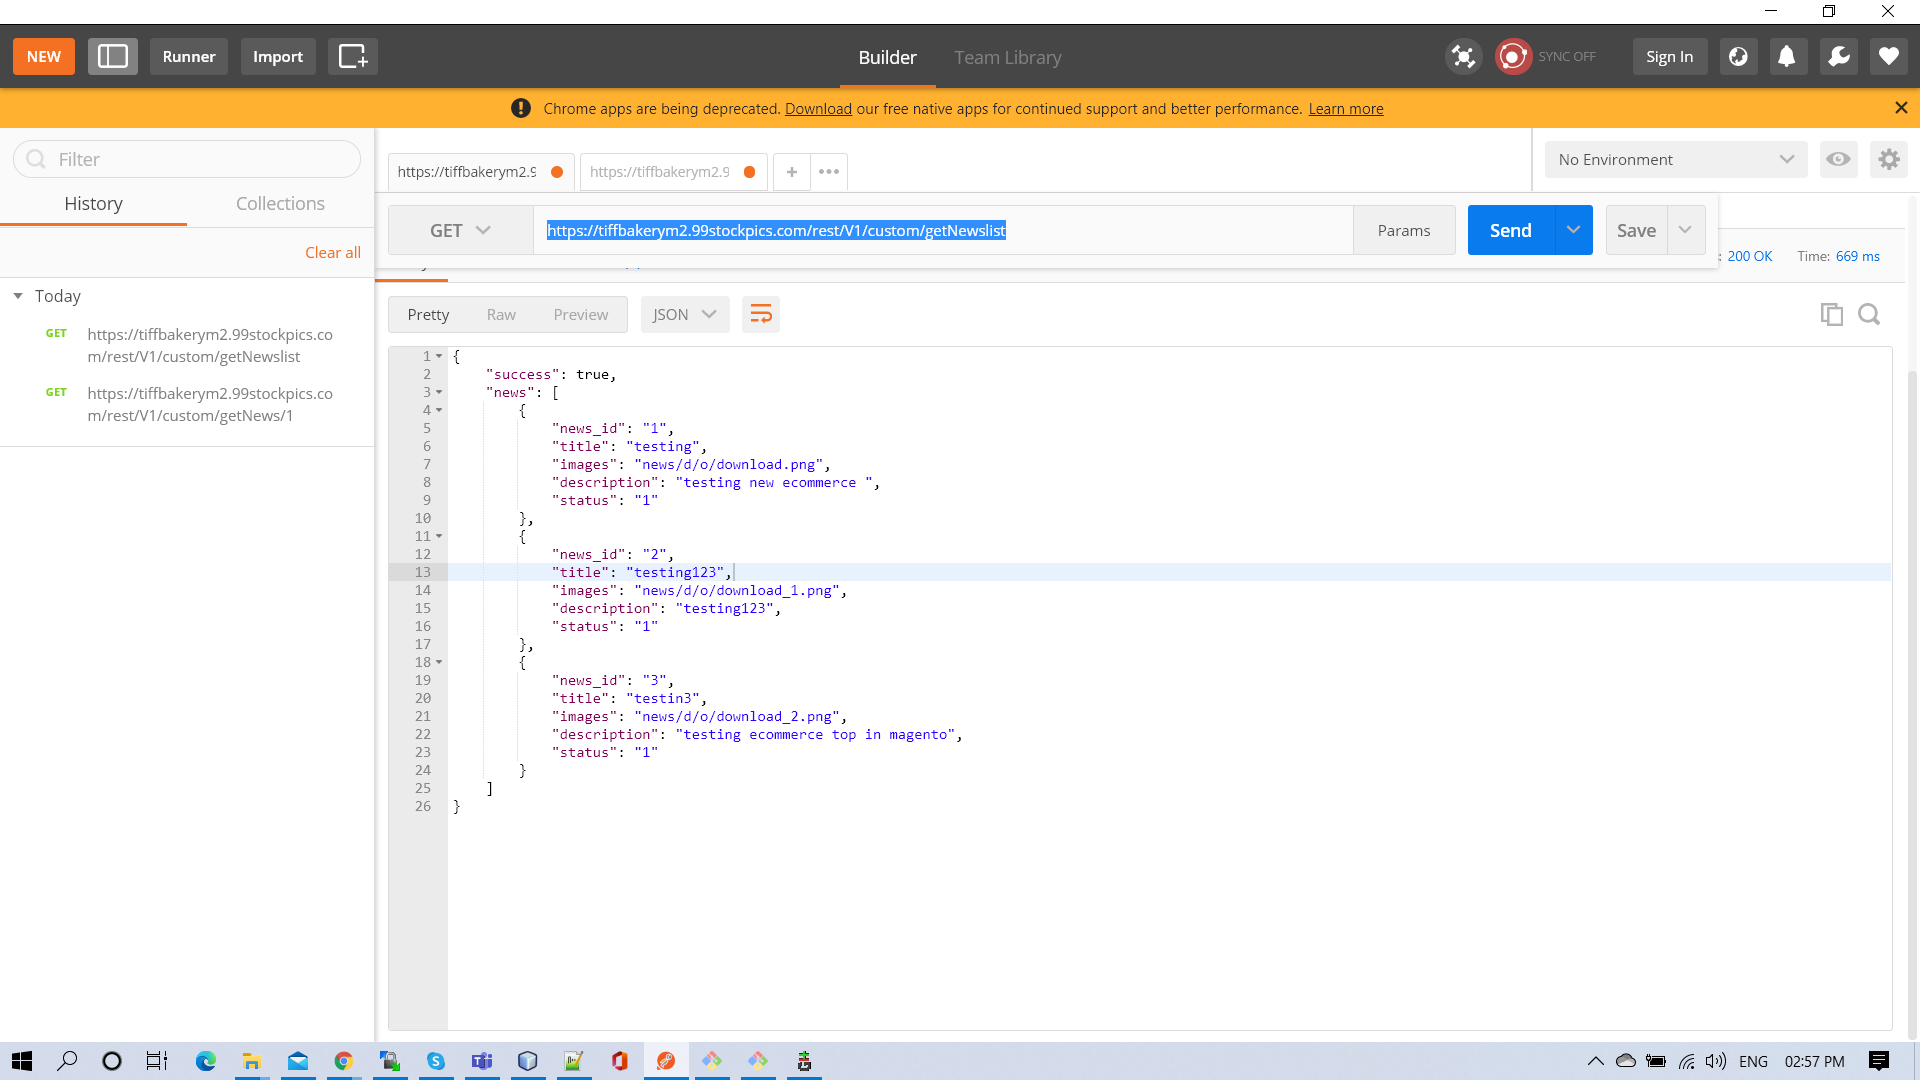 NEW
Runner
Import
Builder
Team Library
SYNC OFF
Sign In
Chrome apps are being deprecated. Download our free native apps for continued support and better performance. Learn more
Filter
History
Collections
Clear all
Today
GET https://tiffbakerym2.99stockpics.co
m/rest/V1/custom/getNewslist
GET https://tiffbakerym2.99stockpics.co
m/rest/V1/custom/getNews/1
https://tiffbakerym2.9
https://tiffbakerym2.9
No Environment
GET
https://tiffbakerym2.99stockpics.com/rest/V1/custom/getNewslist
Params
Send
Save
: 200 OK
Time: 669 ms
Pretty
Raw
Preview
JSON
1 {
2 "success": true,
3 "news": [
4 {
5 "news_id": "1",
6 "title": "testing",
7 "images": "news/d/o/download.png",
8 "description": "testing new ecommerce ",
9 "status": "1"
10 },
11 {
12 "news_id": "2",
13 "title": "testing123",
14 "images": "news/d/o/download_1.png",
15 "description": "testing123",
16 "status": "1"
17 },
18 {
19 "news_id": "3",
20 "title": "testin3",
21 "images": "news/d/o/download_2.png",
22 "description": "testing ecommerce top in magento",
23 "status": "1"
24 }
25 ]
26 }
ENG
02:57 PM